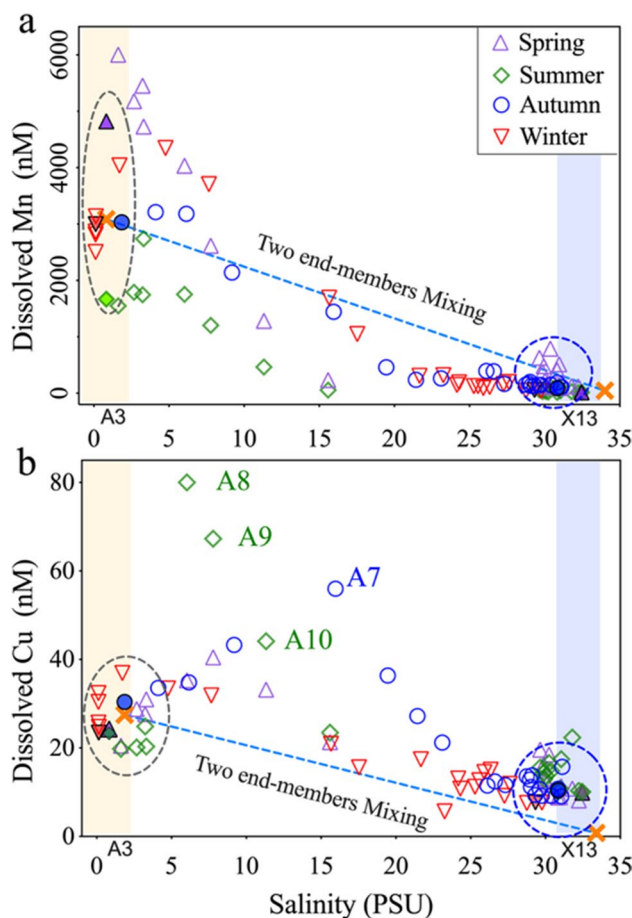 a
Spring
Summer
Autumn
Winter
Dissolved Mn (nM)
6000
4000
2000
0
Two end-members Mixing
0 5 10 15 20 25 30 35
A3 X13
b
Dissolved Cu (nM)
80
60
40
20
0
A8
A9
A7
A10
Two end-members Mixing
0 5 10 15 20 25 30 35
A3 X13
Salinity (PSU)